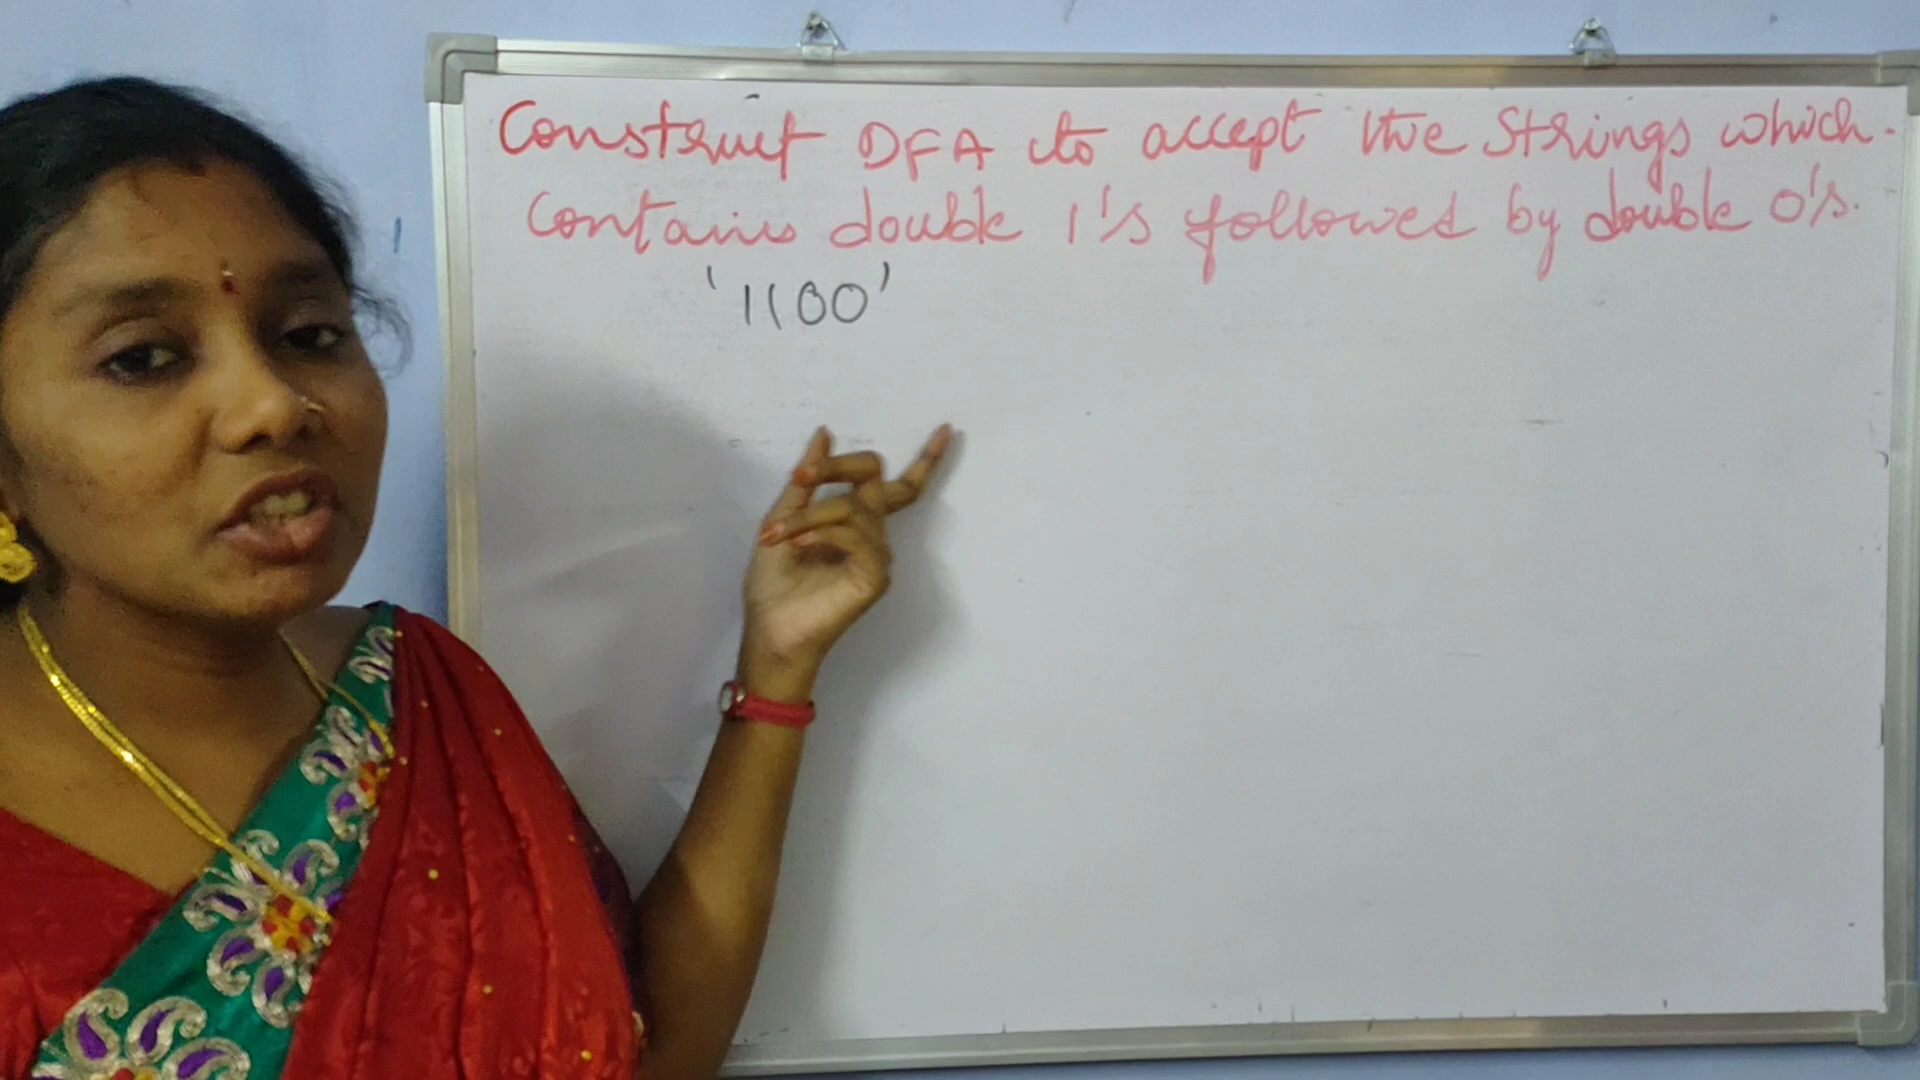 Construct DFA to accept the strings which
contains double 1's followed by double 0's.
'1100'